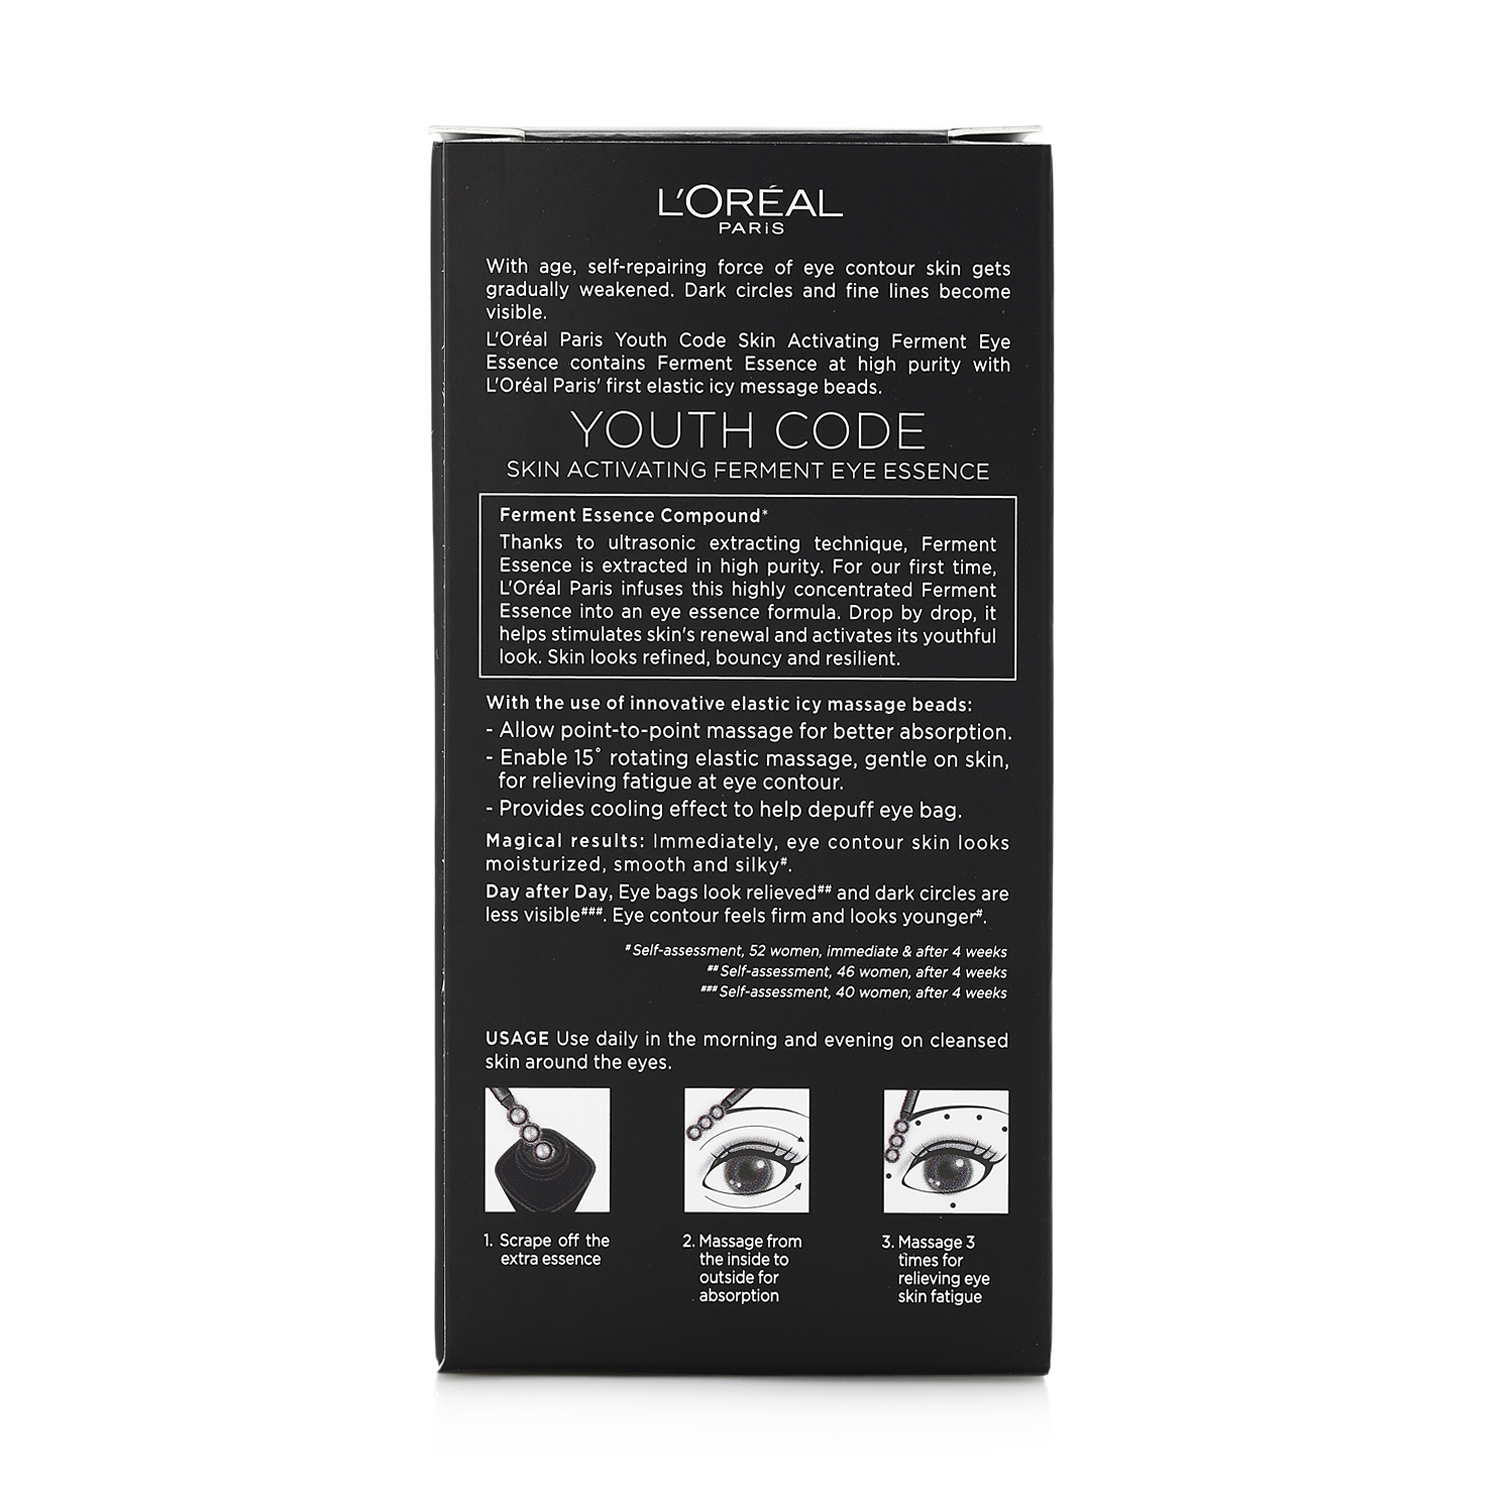 L'ORÉAL
PARIS
With age, self-repairing force of eye contour skin gets
gradually weakened. Dark circles and fine lines become
visible.
L'Oréal Paris Youth Code Skin Activating Ferment Eye
Essence contains Ferment Essence at high purity with
L'Oréal Paris' first elastic icy message beads.
YOUTH CODE
SKIN ACTIVATING FERMENT EYE ESSENCE
Ferment Essence Compound*
Thanks to ultrasonic extracting technique, Ferment
Essence is extracted in high purity. For our first time,
L'Oréal Paris infuses this highly concentrated Ferment
Essence into an eye essence formula. Drop by drop, it
helps stimulates skin's renewal and activates its youthful
look. Skin looks refined, bouncy and resilient.
With the use of innovative elastic icy massage beads:
- Allow point-to-point massage for better absorption.
- Enable 15° rotating elastic massage, gentle on skin,
for relieving fatigue at eye contour.
- Provides cooling effect to help depuff eye bag.
Magical results: Immediately, eye contour skin looks
moisturized, smooth and silky#.
Day after Day, Eye bags look relieved## and dark circles are
less visible###. Eye contour feels firm and looks younger#.
#Self-assessment, 52 women, immediate & after 4 weeks
##Self-assessment, 46 women, after 4 weeks
###Self-assessment, 40 women, after 4 weeks
USAGE Use daily in the morning and evening on cleansed
skin around the eyes.
1. Scrape off the
extra essence
2. Massage from
the inside to
outside for
absorption
3. Massage 3
times for
relieving eye
skin fatigue